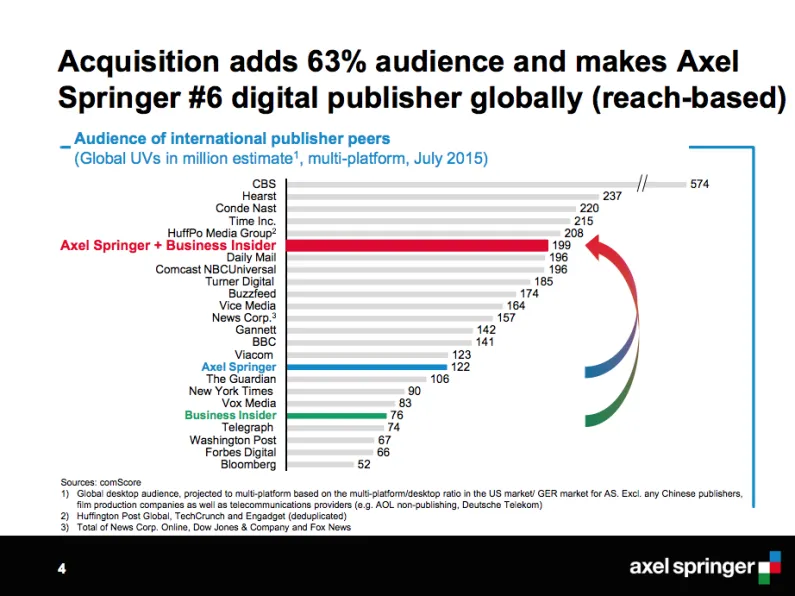 Acquisition adds 63% audience and makes Axel
Springer #6 digital publisher globally (reach-based)
Audience of international publisher peers
(Global UVs in million estimate¹, multi-platform, July 2015)
CBS 574
Hearst 237
Conde Nast 220
Time Inc. 215
HuffPo Media Group² 208
Axel Springer + Business Insider 199
Daily Mail 196
Comcast NBCUniversal 196
Turner Digital 185
Buzzfeed 174
Vice Media 164
News Corp.³ 157
Gannett 142
BBC 141
Viacom 123
Axel Springer 122
The Guardian 106
New York Times 90
Vox Media 83
Business Insider 76
Telegraph 74
Washington Post 67
Forbes Digital 66
Bloomberg 52
Sources: comScore
1) Global desktop audience, projected to multi-platform based on the multi-platform/desktop ratio in the US market/ GER market for AS. Excl. any Chinese publishers,
film production companies as well as telecommunications providers (e.g. AOL non-publishing, Deutsche Telekom)
2) Huffington Post Global, TechCrunch and Engadget (deduplicated)
3) Total of News Corp. Online, Dow Jones & Company and Fox News
4
axel springer